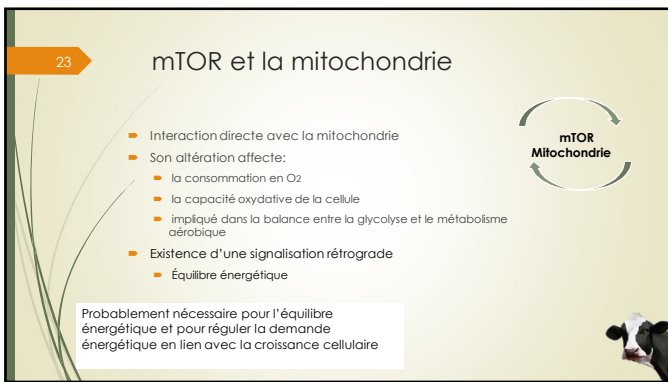 23
mTOR et la mitochondrie
Interaction directe avec la mitochondrie
Son altération affecte:
la consommation en O2
la capacité oxydative de la cellule
impliqué dans la balance entre la glycolyse et le métabolisme
aérobique
Existence d'une signalisation rétrograde
Équilibre énergétique
mTOR
Mitochondrie
Probablement nécessaire pour l'équilibre
énergétique et pour réguler la demande
énergétique en lien avec la croissance cellulaire